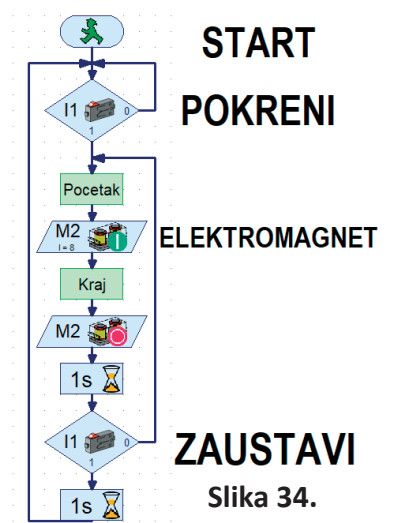 START
I1 0
1
POKRENI
Pocetak
M2
I = 8
ELEKTROMAGNET
Kraj
M2
1s
I1 0
1
ZAUSTAVI
1s
Slika 34.